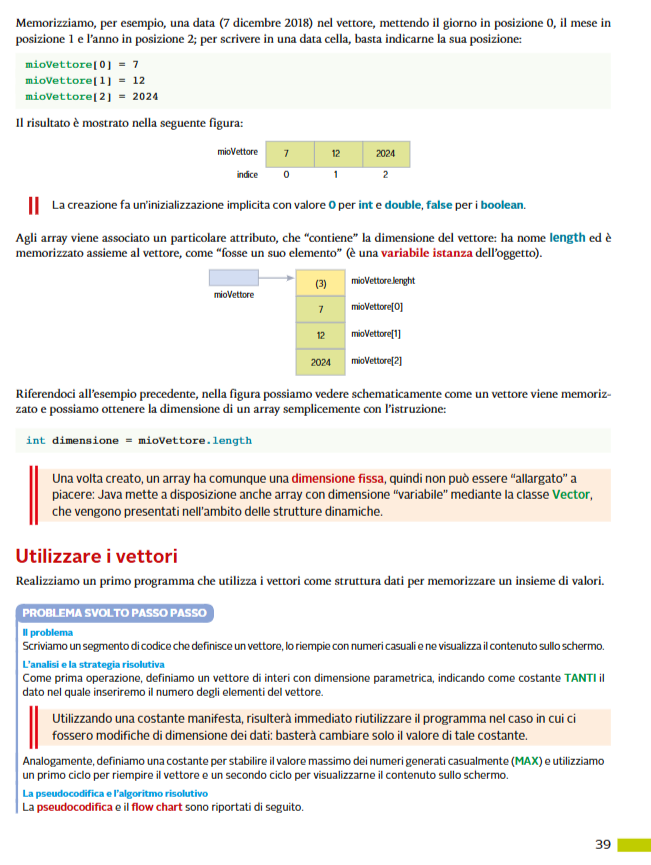 Memorizziamo, per esempio, una data (7 dicembre 2018) nel vettore, mettendo il giorno in posizione 0, il mese in
posizione 1 e l'anno in posizione 2; per scrivere in una data cella, basta indicarne la sua posizione:
mioVettore[0] = 7
mioVettore[1] = 12
mioVettore[2] = 2024
Il risultato è mostrato nella seguente figura:
mioVettore 7 12 2024
indice 0 1 2
La creazione fa un'inizializzazione implicita con valore 0 per int e double, false per i boolean.
Agli array viene associato un particolare attributo, che "contiene" la dimensione del vettore: ha nome length ed è
memorizzato assieme al vettore, come "fosse un suo elemento" (è una variabile istanza dell'oggetto).
mioVettore
(3) mioVettore.lenght
7 mioVettore[0]
12 mioVettore[1]
2024 mioVettore[2]
Riferendoci all'esempio precedente, nella figura possiamo vedere schematicamente come un vettore viene memoriz-
zato e possiamo ottenere la dimensione di un array semplicemente con l'istruzione:
int dimensione = mioVettore.length
Una volta creato, un array ha comunque una dimensione fissa, quindi non può essere "allargato" a
piacere: Java mette a disposizione anche array con dimensione "variabile" mediante la classe Vector,
che vengono presentati nell'ambito delle strutture dinamiche.
Utilizzare i vettori
Realizziamo un primo programma che utilizza i vettori come struttura dati per memorizzare un insieme di valori.
PROBLEMA SVOLTO PASSO PASSO
Il problema
Scriviamo un segmento di codice che definisce un vettore, lo riempie con numeri casuali e ne visualizza il contenuto sullo schermo.
L'analisi e la strategia risolutiva
Come prima operazione, definiamo un vettore di interi con dimensione parametrica, indicando come costante TANTI il
dato nel quale inseriremo il numero degli elementi del vettore.
Utilizzando una costante manifesta, risulterà immediato riutilizzare il programma nel caso in cui ci
fossero modifiche di dimensione dei dati: basterà cambiare solo il valore di tale costante.
Analogamente, definiamo una costante per stabilire il valore massimo dei numeri generati casualmente (MAX) e utilizziamo
un primo ciclo per riempire il vettore e un secondo ciclo per visualizzarne il contenuto sullo schermo.
La pseudocodifica e l'algoritmo risolutivo
La pseudocodifica e il flow chart sono riportati di seguito.
39